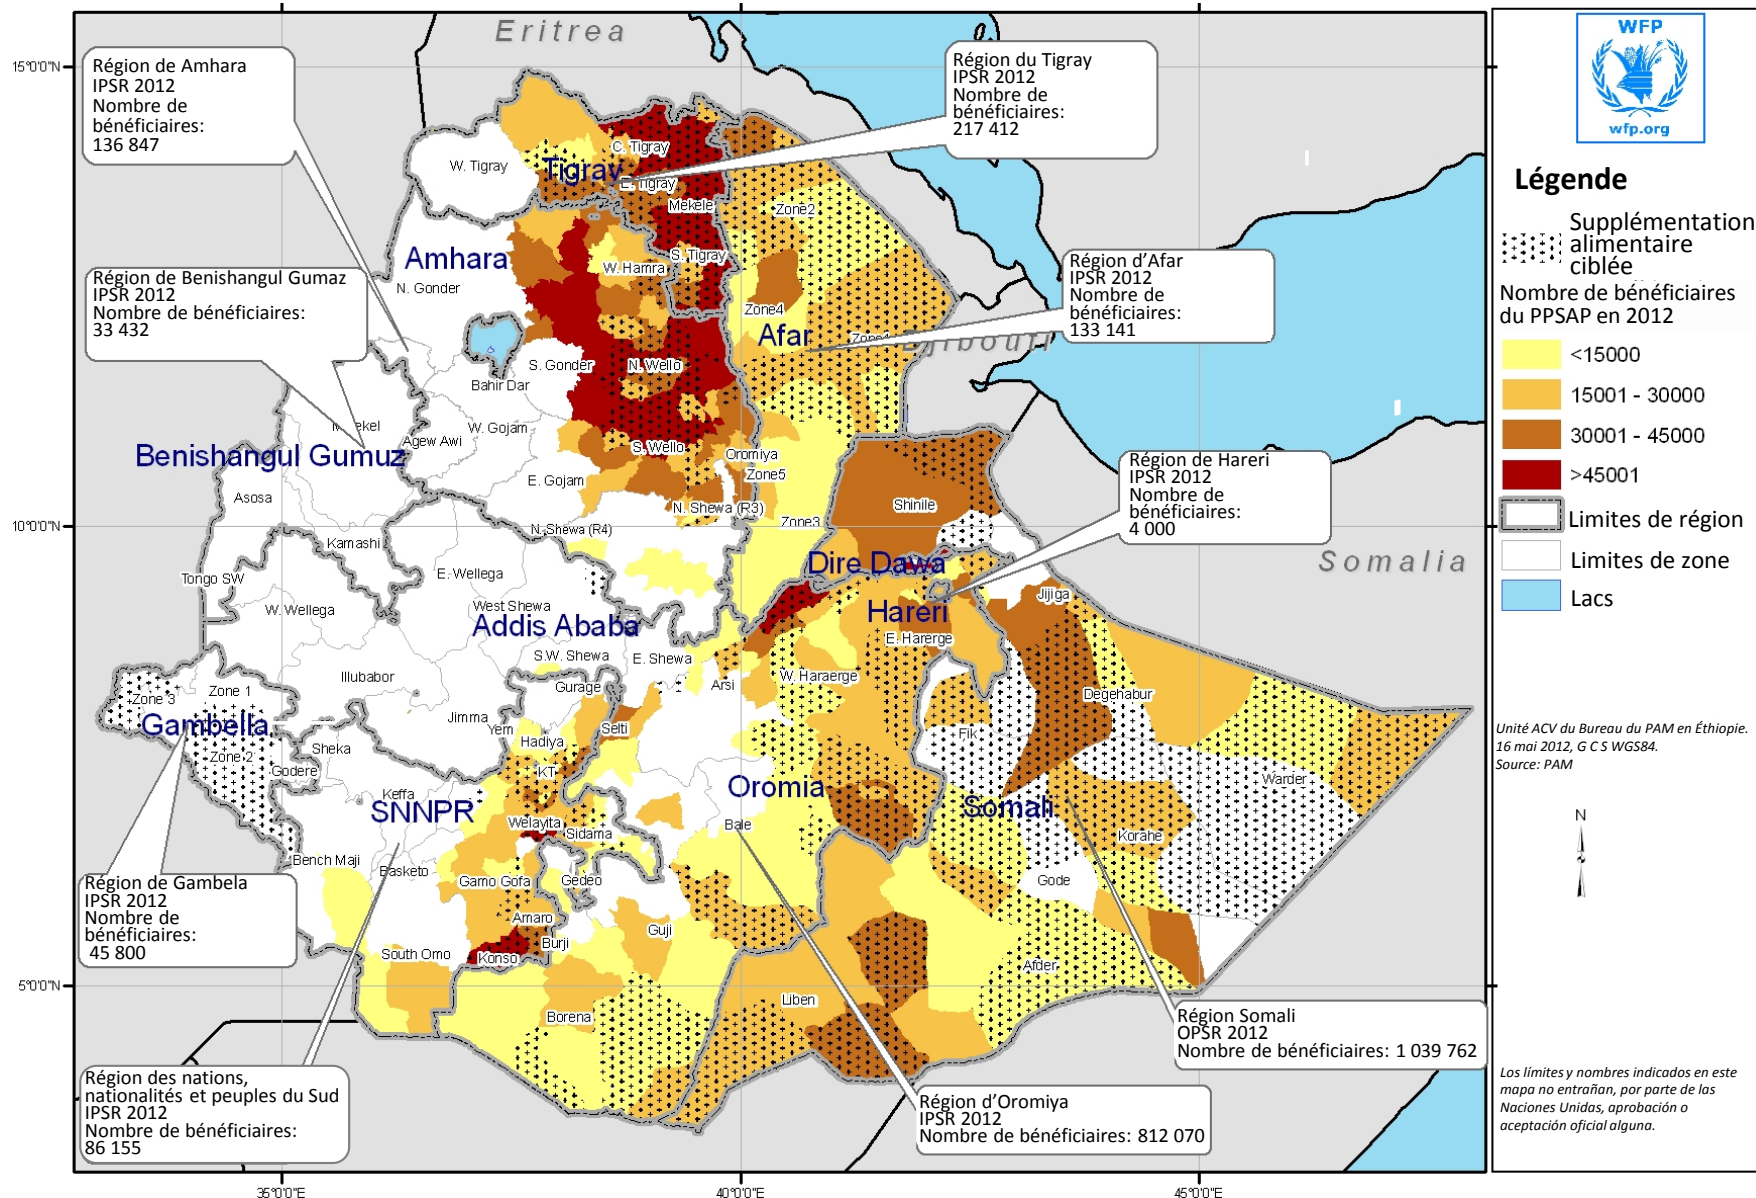 Eritrea
15°0'0"N
Région de Amhara
IPSR 2012
Nombre de
bénéficiaires:
136 847
Région du Tigray
IPSR 2012
Nombre de
bénéficiaires:
217 412
Région de Benishangul Gumaz
IPSR 2012
Nombre de bénéficiaires:
33 432
Région d'Afar
IPSR 2012
Nombre de
bénéficiaires:
133 141
Région de Hareri
IPSR 2012
Nombre de
bénéficiaires:
4 000
Région de Gambela
IPSR 2012
Nombre de
bénéficiaires:
45 800
Région des nations,
nationalités et peuples du Sud
IPSR 2012
Nombre de bénéficiaires:
86 155
Région d'Oromiya
IPSR 2012
Nombre de bénéficiaires: 812 070
Région Somali
OPSR 2012
Nombre de bénéficiaires: 1 039 762
W. Tigray
C. Tigray
Tigray
E. Tigray
Mekele
Zone2
Amhara
N. Gonder
W. Hamra
S. Tigray
Zone4
Afar
S. Gonder
N. Wello
Bahir Dar
W. Gojam
Agew Awi
S. Wello
Oromiya
Zone5
Benishangul Gumuz
Asosa
E. Gojam
N. Shewa (R3)
Zone3
Shinile
10°0'0"N
N. Shewa (R4)
Kamashi
Dire Dawa
Somalia
Tongo SW
E. Wellega
W. Wellega
West Shewa
Addis Ababa
Hareri
Jijiga
E. Harerge
S.W. Shewa
E. Shewa
Illubabor
Gurage
Arsi
W. Haraerge
Degehabur
Zone 3
Zone 1
Gambella
Jimma
Yem
Selti
Hadiya
Fik
Zone 2
Sheka
Godere
KT
Warder
Keffa
Oromia
Somali
SNNPR
Welayita
Sidama
Bale
Korahe
Bench Maji
Basketo
Gamo Gofa
Gedeo
Gode
Amaro
Burji
Guji
South Omo
Konso
Afder
5°0'0"N
Borena
Liben
35°0'0"E
40°0'0"E
45°0'0"E
WFP
wfp.org
Légende
Supplémentation
alimentaire
ciblée
Nombre de bénéficiaires
du PPSAP en 2012
<15000
15001 - 30000
30001 - 45000
>45001
Limites de région
Limites de zone
Lacs
Unité ACV du Bureau du PAM en Éthiopie.
16 mai 2012, G C S WGS84.
Source: PAM
N
Los límites y nombres indicados en este
mapa no entrañan, por parte de las
Naciones Unidas, aprobación o
aceptación oficial alguna.